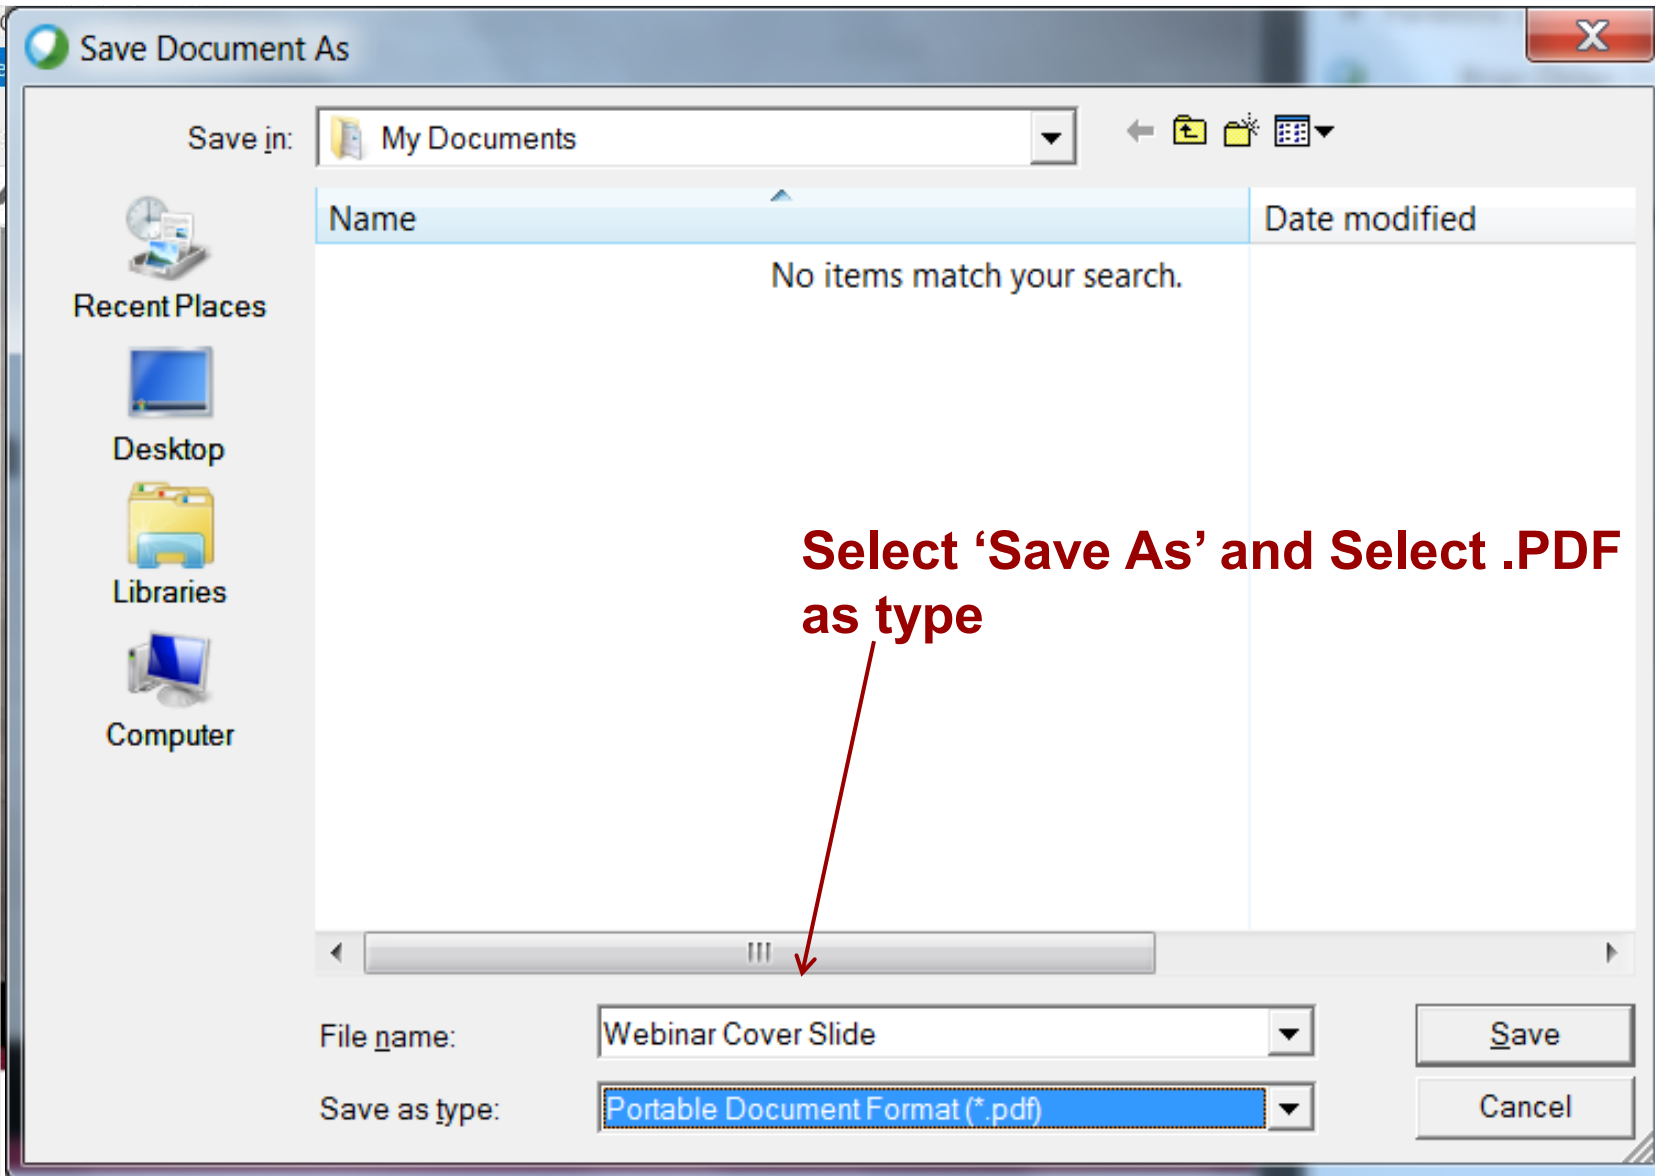 Save Document As
X
Save in:
My Documents
Name
Date modified
No items match your search.
Recent Places
Desktop
Libraries
Computer
Select ‘Save As’ and Select .PDF
as type
File name:
Webinar Cover Slide
Save
Save as type:
Portable Document Format (*.pdf)
Cancel